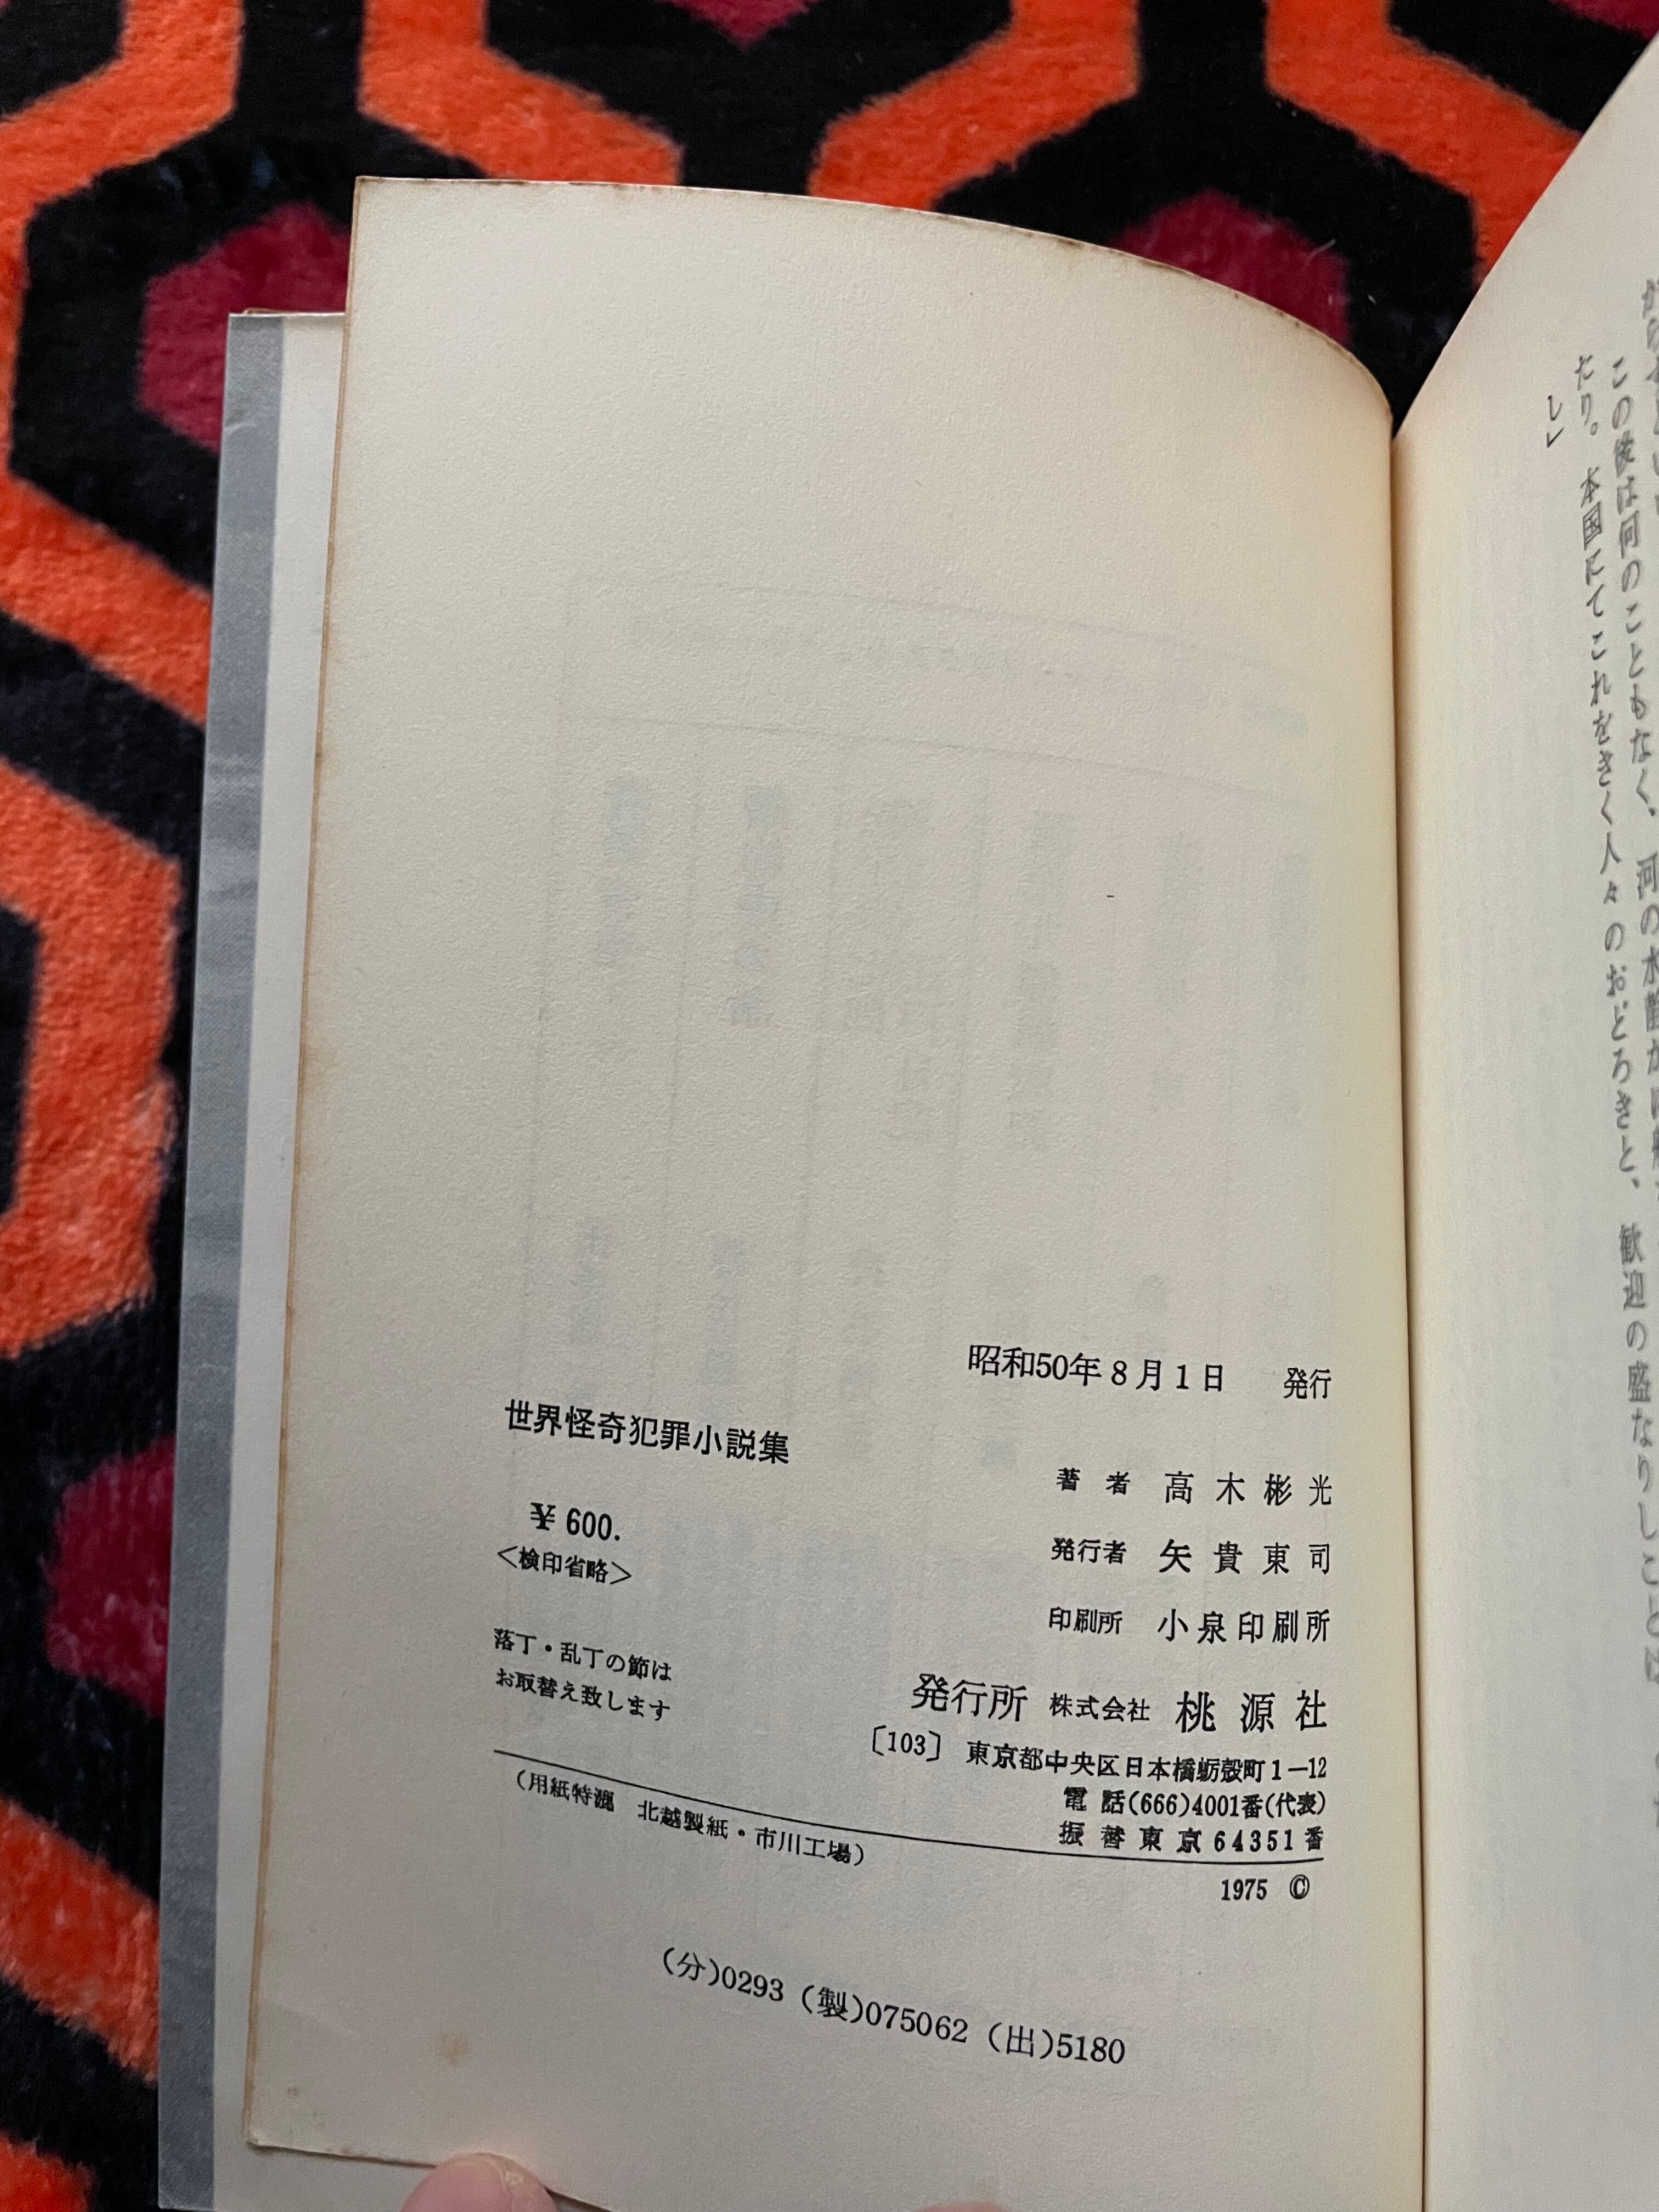 この後は何のこともなく、河の水静か
たり。本国にてこれをきく人々のおどろきと、歓迎の盛なりしことは
し」
昭和50年8月1日 発行
世界怪奇犯罪小説集
￥600.
＜検印省略＞
落丁・乱丁の節は
お取替え致します
著者 高木彬光
発行者 矢貴東司
印刷所 小泉印刷所
発行所 株式会社 桃源社
〔103〕 東京都中央区日本橋蛎殻町1―12
電話(666)4001番(代表)
振替東京64351番
(用紙特漉 北越製紙・市川工場)
1975 ©
(分)0293 (製)075062 (出)5180